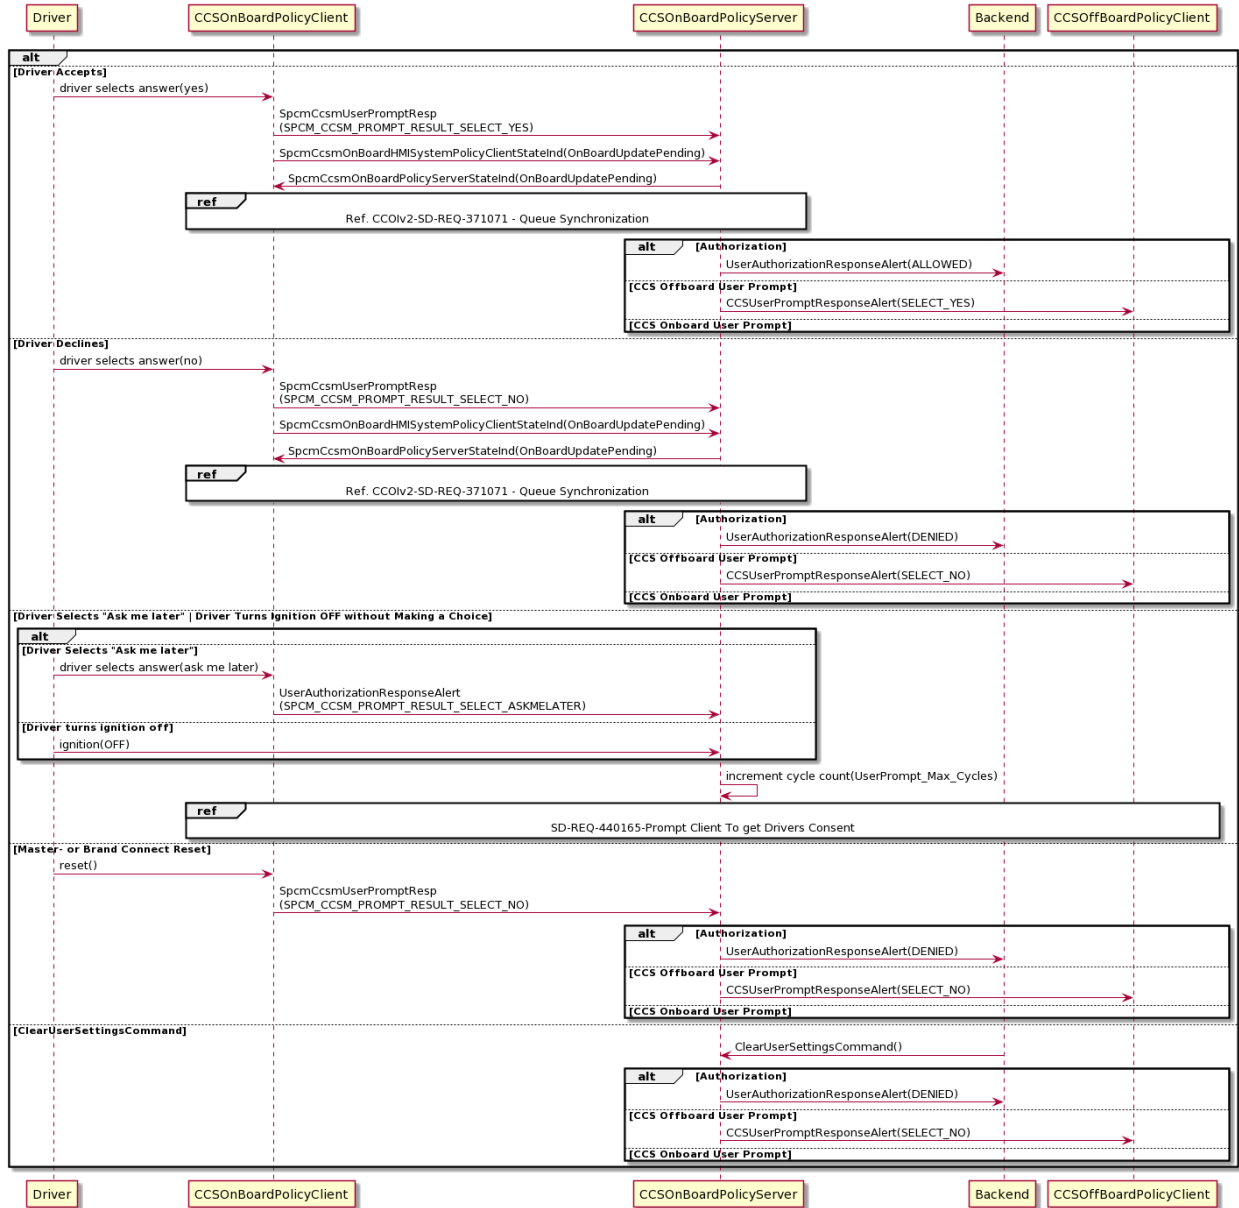 Driver
CCSOnBoardPolicyClient
CCSOnBoardPolicyServer
Backend
CCSOffBoardPolicyClient
alt
[Driver Accepts]
driver selects answer(yes)
SpcmCcsmUserPromptResp
(SPCM_CCSM_PROMPT_RESULT_SELECT_YES)
SpcmCcsmOnBoardHMISystemPolicyClientStateInd(OnBoardUpdatePending)
SpcmCcsmOnBoardPolicyServerStateInd(OnBoardUpdatePending)
ref
Ref. CCOIv2-SD-REQ-371071 - Queue Synchronization
alt
[Authorization]
UserAuthorizationResponseAlert(ALLOWED)
[CCS Offboard User Prompt]
CCSUserPromptResponseAlert(SELECT_YES)
[CCS Onboard User Prompt]
[Driver Declines]
driver selects answer(no)
SpcmCcsmUserPromptResp
(SPCM_CCSM_PROMPT_RESULT_SELECT_NO)
SpcmCcsmOnBoardHMISystemPolicyClientStateInd(OnBoardUpdatePending)
SpcmCcsmOnBoardPolicyServerStateInd(OnBoardUpdatePending)
ref
Ref. CCOIv2-SD-REQ-371071 - Queue Synchronization
alt
[Authorization]
UserAuthorizationResponseAlert(DENIED)
[CCS Offboard User Prompt]
CCSUserPromptResponseAlert(SELECT_NO)
[CCS Onboard User Prompt]
[Driver Selects "Ask me later" | Driver Turns Ignition OFF without Making a Choice]
alt
[Driver Selects "Ask me later"]
driver selects answer(ask me later)
UserAuthorizationResponseAlert
(SPCM_CCSM_PROMPT_RESULT_SELECT_ASKMELATER)
[Driver turns ignition off]
ignition(OFF)
increment cycle count(UserPrompt_Max_Cycles)
ref
SD-REQ-440165-Prompt Client To get Drivers Consent
[Master- or Brand Connect Reset]
reset()
SpcmCcsmUserPromptResp
(SPCM_CCSM_PROMPT_RESULT_SELECT_NO)
alt
[Authorization]
UserAuthorizationResponseAlert(DENIED)
[CCS Offboard User Prompt]
CCSUserPromptResponseAlert(SELECT_NO)
[CCS Onboard User Prompt]
[ClearUserSettingsCommand]
ClearUserSettingsCommand()
alt
[Authorization]
UserAuthorizationResponseAlert(DENIED)
[CCS Offboard User Prompt]
CCSUserPromptResponseAlert(SELECT_NO)
[CCS Onboard User Prompt]
Driver
CCSOnBoardPolicyClient
CCSOnBoardPolicyServer
Backend
CCSOffBoardPolicyClient